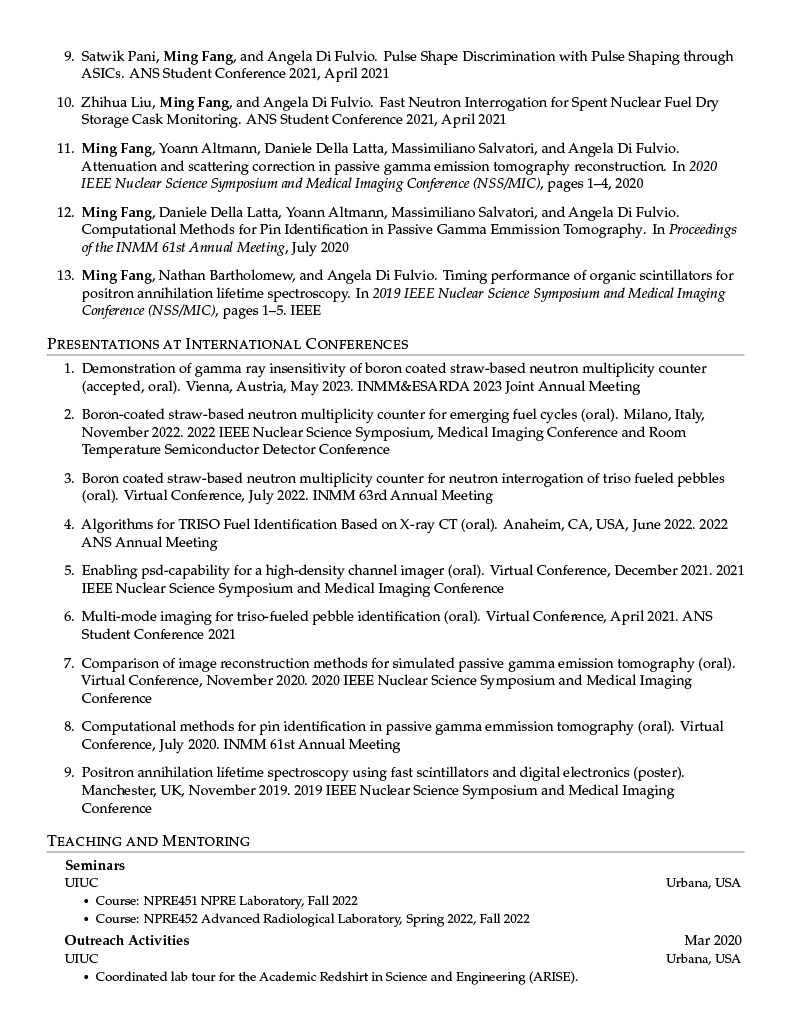 9. Satwik Pani, Ming Fang, and Angela Di Fulvio. Pulse Shape Discrimination with Pulse Shaping through
ASICs. ANS Student Conference 2021, April 2021
10. Zhihua Liu, Ming Fang, and Angela Di Fulvio. Fast Neutron Interrogation for Spent Nuclear Fuel Dry
Storage Cask Monitoring. ANS Student Conference 2021, April 2021
11. Ming Fang, Yoann Altmann, Daniele Della Latta, Massimiliano Salvatori, and Angela Di Fulvio.
Attenuation and scattering correction in passive gamma emission tomography reconstruction. In 2020
IEEE Nuclear Science Symposium and Medical Imaging Conference (NSS/MIC), pages 1–4, 2020
12. Ming Fang, Daniele Della Latta, Yoann Altmann, Massimiliano Salvatori, and Angela Di Fulvio.
Computational Methods for Pin Identification in Passive Gamma Emmission Tomography. In Proceedings
of the INMM 61st Annual Meeting, July 2020
13. Ming Fang, Nathan Bartholomew, and Angela Di Fulvio. Timing performance of organic scintillators for
positron annihilation lifetime spectroscopy. In 2019 IEEE Nuclear Science Symposium and Medical Imaging
Conference (NSS/MIC), pages 1–5. IEEE
Presentations at International Conferences
1. Demonstration of gamma ray insensitivity of boron coated straw-based neutron multiplicity counter
(accepted, oral). Vienna, Austria, May 2023. INMM&ESARDA 2023 Joint Annual Meeting
2. Boron-coated straw-based neutron multiplicity counter for emerging fuel cycles (oral). Milano, Italy,
November 2022. 2022 IEEE Nuclear Science Symposium, Medical Imaging Conference and Room
Temperature Semiconductor Detector Conference
3. Boron coated straw-based neutron multiplicity counter for neutron interrogation of triso fueled pebbles
(oral). Virtual Conference, July 2022. INMM 63rd Annual Meeting
4. Algorithms for TRISO Fuel Identification Based on X-ray CT (oral). Anaheim, CA, USA, June 2022. 2022
ANS Annual Meeting
5. Enabling psd-capability for a high-density channel imager (oral). Virtual Conference, December 2021. 2021
IEEE Nuclear Science Symposium and Medical Imaging Conference
6. Multi-mode imaging for triso-fueled pebble identification (oral). Virtual Conference, April 2021. ANS
Student Conference 2021
7. Comparison of image reconstruction methods for simulated passive gamma emission tomography (oral).
Virtual Conference, November 2020. 2020 IEEE Nuclear Science Symposium and Medical Imaging
Conference
8. Computational methods for pin identification in passive gamma emmission tomography (oral). Virtual
Conference, July 2020. INMM 61st Annual Meeting
9. Positron annihilation lifetime spectroscopy using fast scintillators and digital electronics (poster).
Manchester, UK, November 2019. 2019 IEEE Nuclear Science Symposium and Medical Imaging
Conference
Teaching and Mentoring
Seminars
UIUC Urbana, USA
• Course: NPRE451 NPRE Laboratory, Fall 2022
• Course: NPRE452 Advanced Radiological Laboratory, Spring 2022, Fall 2022
Outreach Activities Mar 2020
UIUC Urbana, USA
• Coordinated lab tour for the Academic Redshirt in Science and Engineering (ARISE).